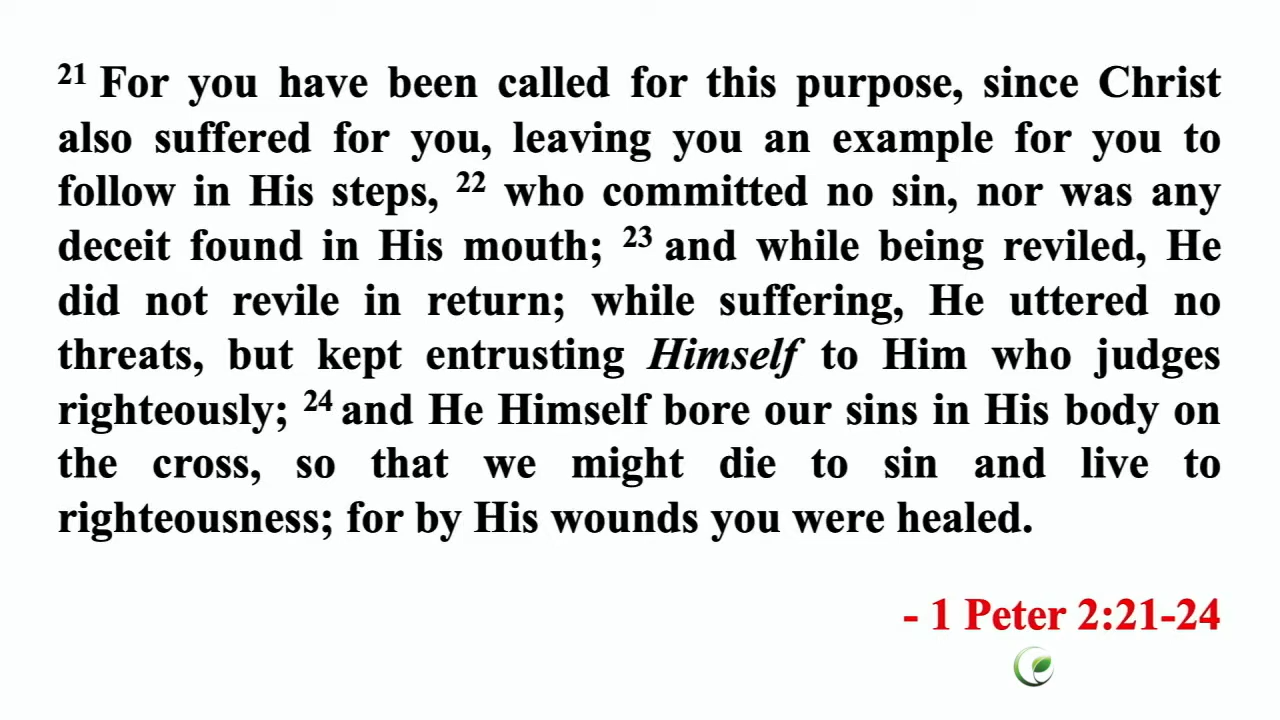 21 For you have been called for this purpose, since Christ
also suffered for you, leaving you an example for you to
follow in His steps, 22 who committed no sin, nor was any
deceit found in His mouth; 23 and while being reviled, He
did not revile in return; while suffering, He uttered no
threats, but kept entrusting Himself to Him who judges
righteously; 24 and He Himself bore our sins in His body on
the cross, so that we might die to sin and live to
righteousness; for by His wounds you were healed.
- 1 Peter 2:21-24